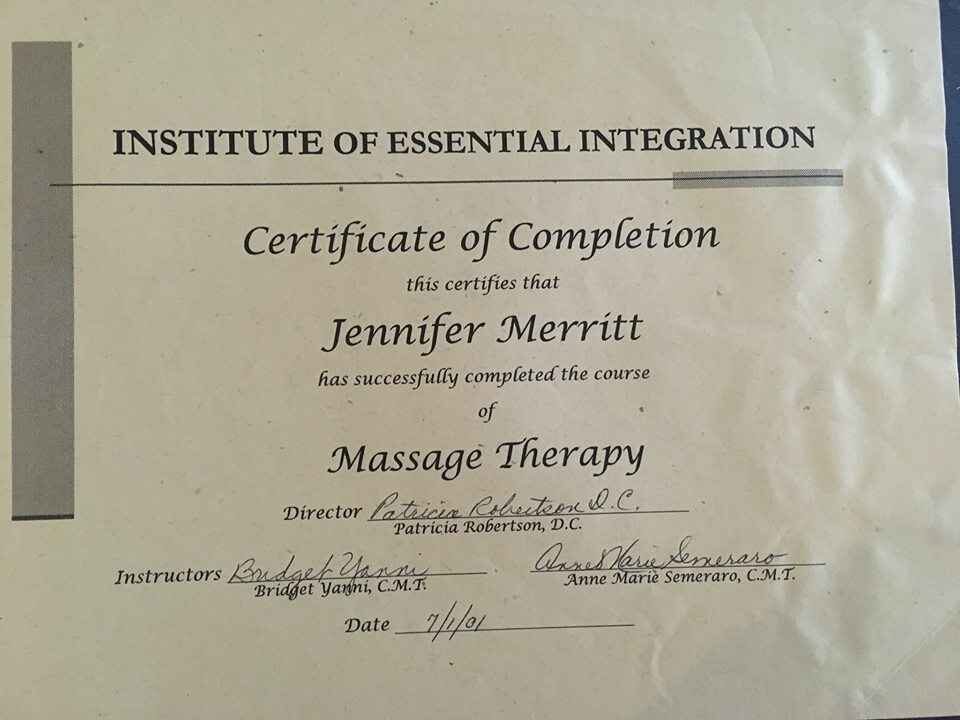 INSTITUTE OF ESSENTIAL INTEGRATION
Certificate of Completion
this certifies that
Jennifer Merritt
has successfully completed the course
of
Massage Therapy
Director Patricia Robertson D.C.
Patricia Robertson, D.C.
Instructors Bridget Yanni Anne Marie Semeraro
Bridget Yanni, C.M.T. Anne Marie Semeraro, C.M.T.
Date 7/1/01